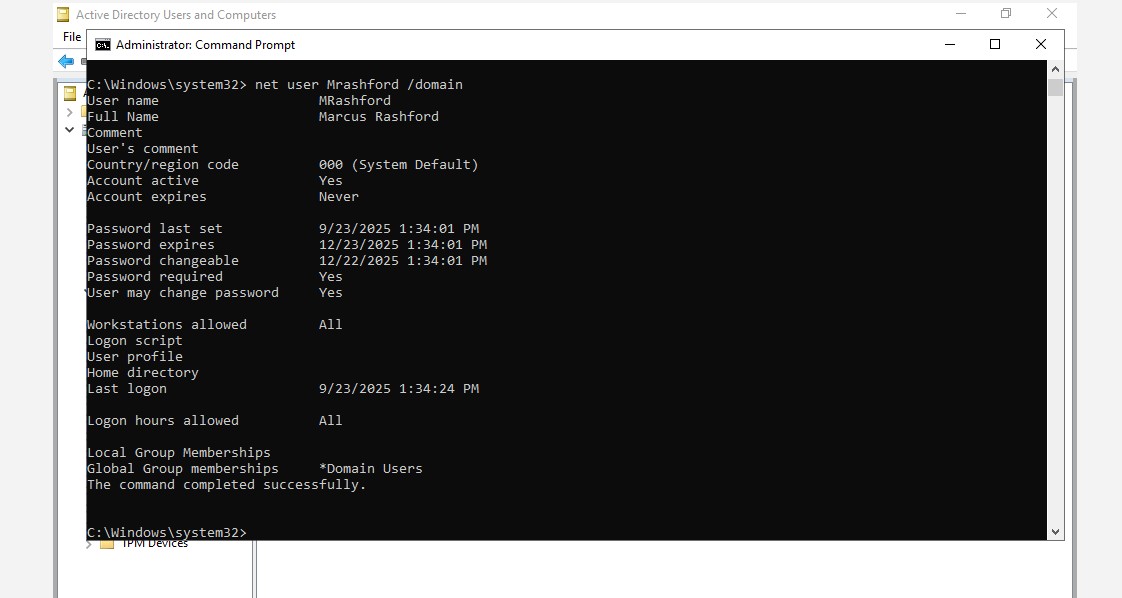 Active Directory Users and Computers
File
Administrator: Command Prompt
C:\Windows\system32> net user Mrashford /domain
User name MRashford
Full Name Marcus Rashford
Comment
User's comment
Country/region code 000 (System Default)
Account active Yes
Account expires Never
Password last set 9/23/2025 1:34:01 PM
Password expires 12/23/2025 1:34:01 PM
Password changeable 12/22/2025 1:34:01 PM
Password required Yes
User may change password Yes
Workstations allowed All
Logon script
User profile
Home directory
Last logon 9/23/2025 1:34:24 PM
Logon hours allowed All
Local Group Memberships
Global Group memberships *Domain Users
The command completed successfully.
C:\Windows\system32>
TPM Devices